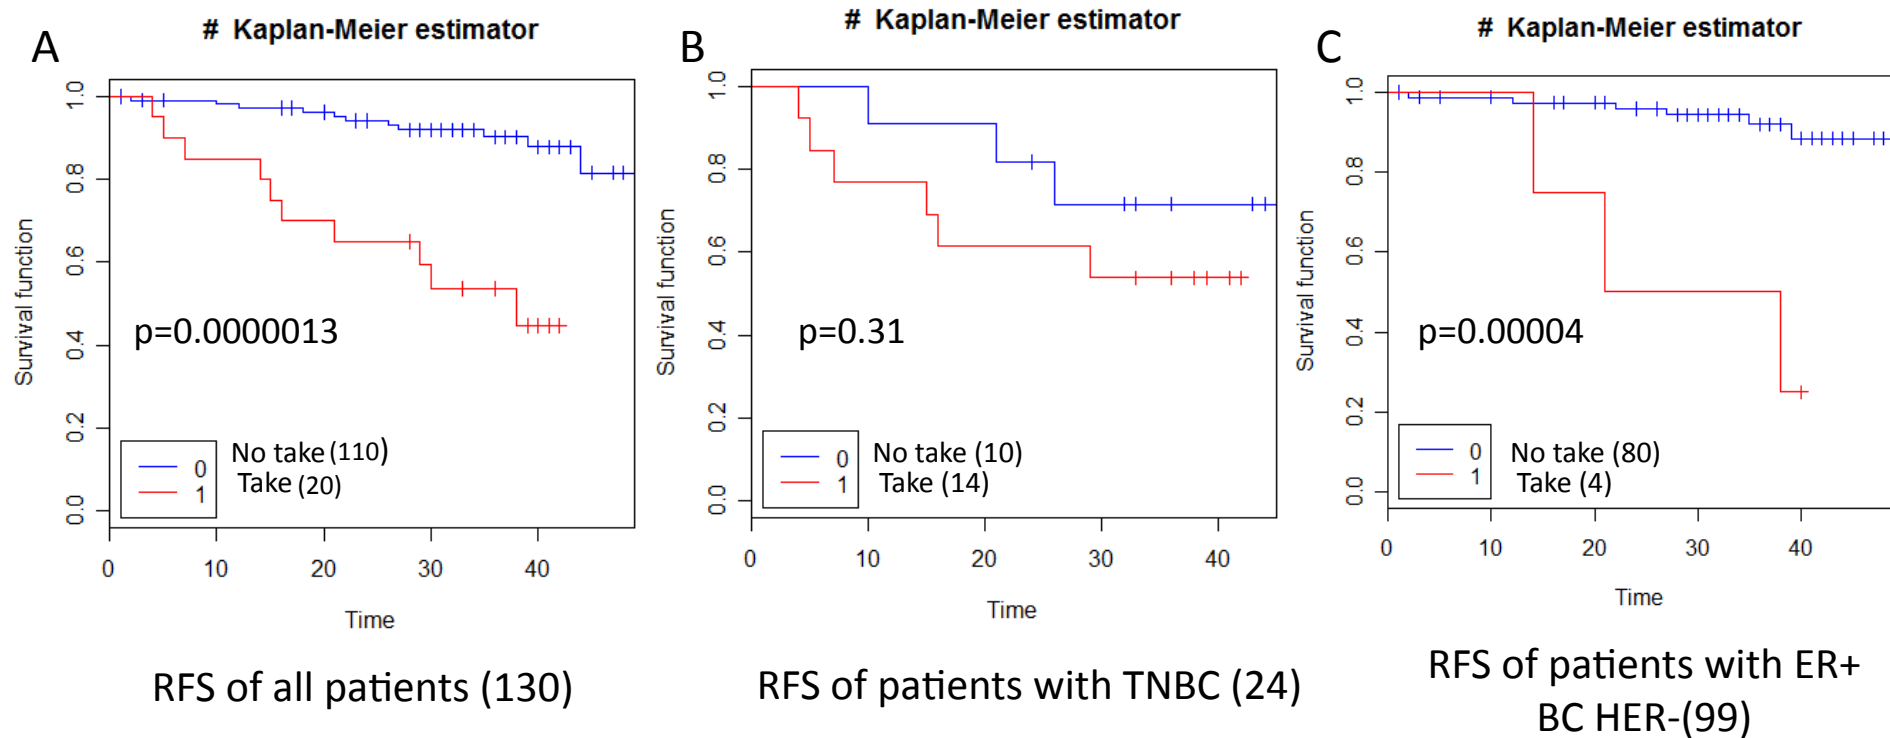 A
# Kaplan-Meier estimator
1.0
0.8
0.6
0.4
0.2
0.0
Survival function
p=0.0000013
0 No take (110)
1 Take (20)
0 10 20 30 40
Time
RFS of all patients (130)
B
# Kaplan-Meier estimator
1.0
0.8
0.6
0.4
0.2
0.0
Survival function
p=0.31
0 No take (10)
1 Take (14)
0 10 20 30 40
Time
RFS of patients with TNBC (24)
C
# Kaplan-Meier estimator
1.0
0.8
0.6
0.4
0.2
0.0
Survival function
p=0.00004
0 No take (80)
1 Take (4)
0 10 20 30 40
Time
RFS of patients with ER+
BC HER-(99)